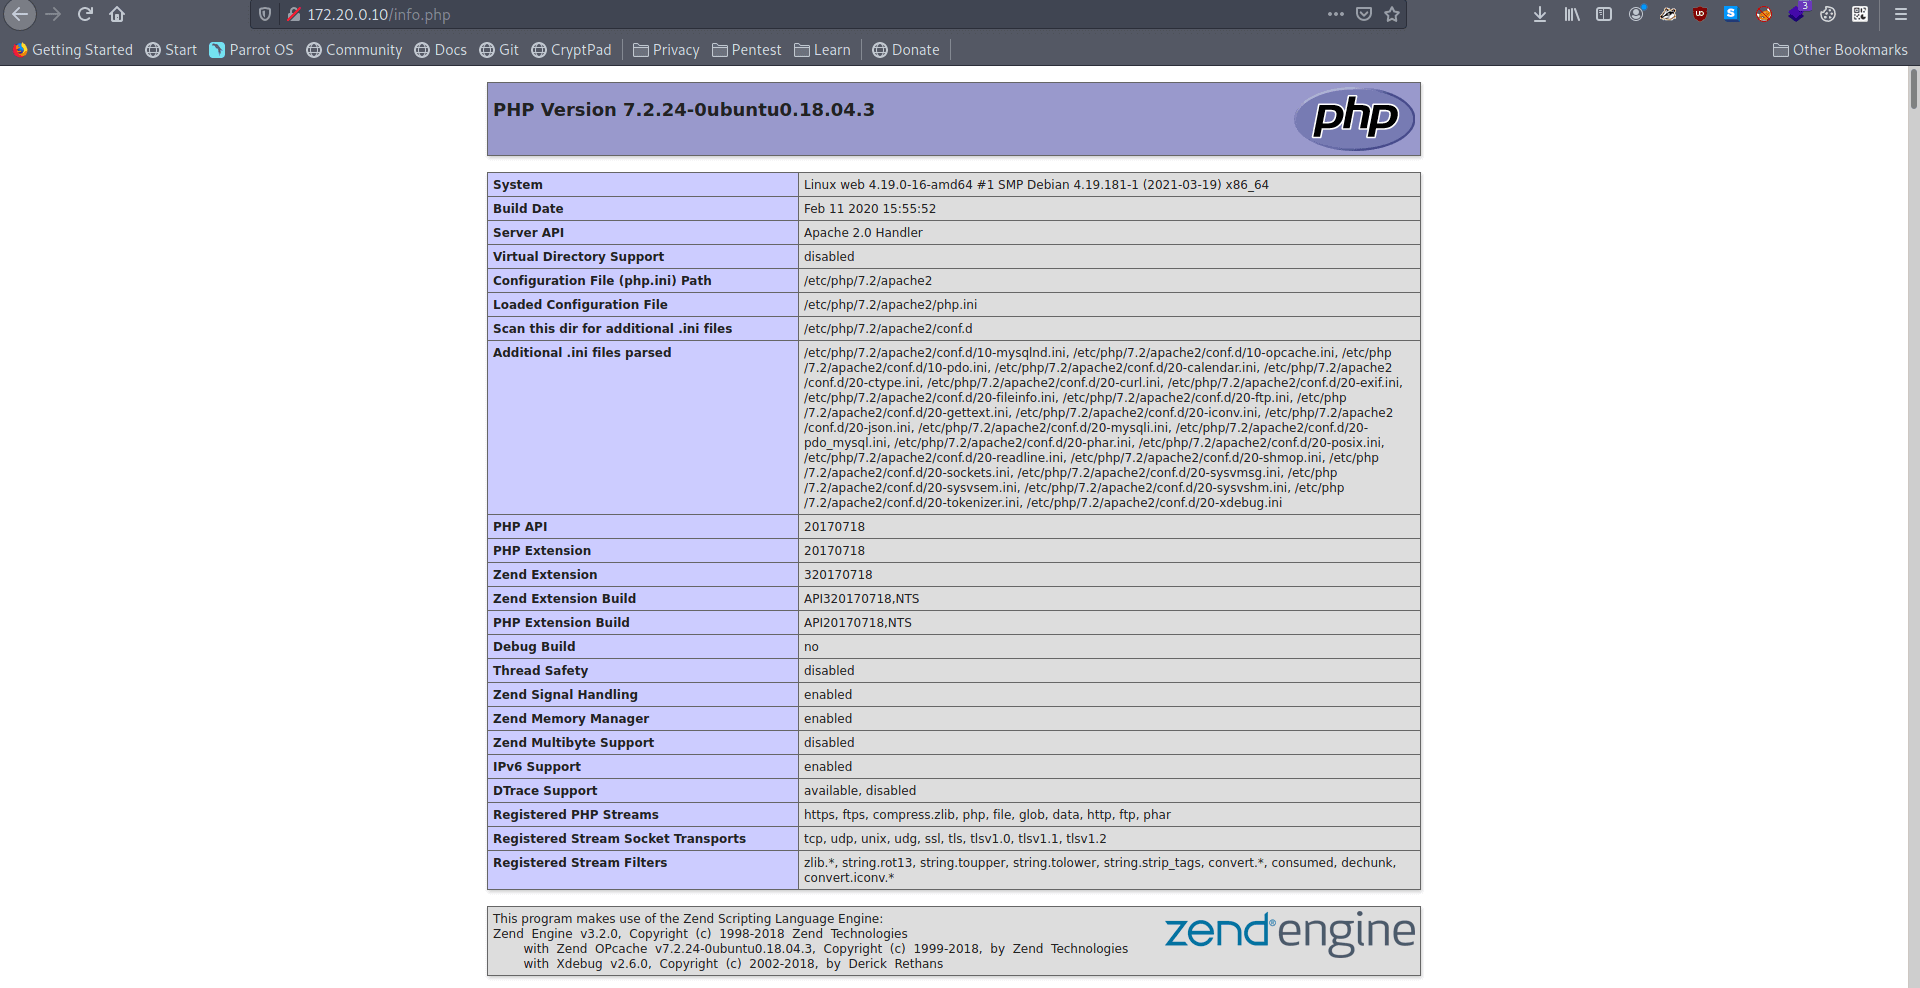 172.20.0.10/info.php
3
Getting Started Start Parrot OS Community Docs Git CryptPad Privacy Pentest Learn Donate Other Bookmarks
PHP Version 7.2.24-0ubuntu0.18.04.3
php
System Linux web 4.19.0-16-amd64 #1 SMP Debian 4.19.181-1 (2021-03-19) x86_64
Build Date Feb 11 2020 15:55:52
Server API Apache 2.0 Handler
Virtual Directory Support disabled
Configuration File (php.ini) Path /etc/php/7.2/apache2
Loaded Configuration File /etc/php/7.2/apache2/php.ini
Scan this dir for additional .ini files /etc/php/7.2/apache2/conf.d
Additional .ini files parsed /etc/php/7.2/apache2/conf.d/10-mysqlnd.ini, /etc/php/7.2/apache2/conf.d/10-opcache.ini, /etc/php
/7.2/apache2/conf.d/10-pdo.ini, /etc/php/7.2/apache2/conf.d/20-calendar.ini, /etc/php/7.2/apache2
/conf.d/20-ctype.ini, /etc/php/7.2/apache2/conf.d/20-curl.ini, /etc/php/7.2/apache2/conf.d/20-exif.ini,
/etc/php/7.2/apache2/conf.d/20-fileinfo.ini, /etc/php/7.2/apache2/conf.d/20-ftp.ini, /etc/php
/7.2/apache2/conf.d/20-gettext.ini, /etc/php/7.2/apache2/conf.d/20-iconv.ini, /etc/php/7.2/apache2
/conf.d/20-json.ini, /etc/php/7.2/apache2/conf.d/20-mysqli.ini, /etc/php/7.2/apache2/conf.d/20-
pdo_mysql.ini, /etc/php/7.2/apache2/conf.d/20-phar.ini, /etc/php/7.2/apache2/conf.d/20-posix.ini,
/etc/php/7.2/apache2/conf.d/20-readline.ini, /etc/php/7.2/apache2/conf.d/20-shmop.ini, /etc/php
/7.2/apache2/conf.d/20-sockets.ini, /etc/php/7.2/apache2/conf.d/20-sysvmsg.ini, /etc/php
/7.2/apache2/conf.d/20-sysvsem.ini, /etc/php/7.2/apache2/conf.d/20-sysvshm.ini, /etc/php
/7.2/apache2/conf.d/20-tokenizer.ini, /etc/php/7.2/apache2/conf.d/20-xdebug.ini
PHP API 20170718
PHP Extension 20170718
Zend Extension 320170718
Zend Extension Build API320170718,NTS
PHP Extension Build API20170718,NTS
Debug Build no
Thread Safety disabled
Zend Signal Handling enabled
Zend Memory Manager enabled
Zend Multibyte Support disabled
IPv6 Support enabled
DTrace Support available, disabled
Registered PHP Streams https, ftps, compress.zlib, php, file, glob, data, http, ftp, phar
Registered Stream Socket Transports tcp, udp, unix, udg, ssl, tls, tlsv1.0, tlsv1.1, tlsv1.2
Registered Stream Filters zlib.*, string.rot13, string.toupper, string.tolower, string.strip_tags, convert.*, consumed, dechunk,
convert.iconv.*
This program makes use of the Zend Scripting Language Engine:
Zend Engine v3.2.0, Copyright (c) 1998-2018 Zend Technologies
with Zend OPcache v7.2.24-0ubuntu0.18.04.3, Copyright (c) 1999-2018, by Zend Technologies
with Xdebug v2.6.0, Copyright (c) 2002-2018, by Derick Rethans
zend® engine